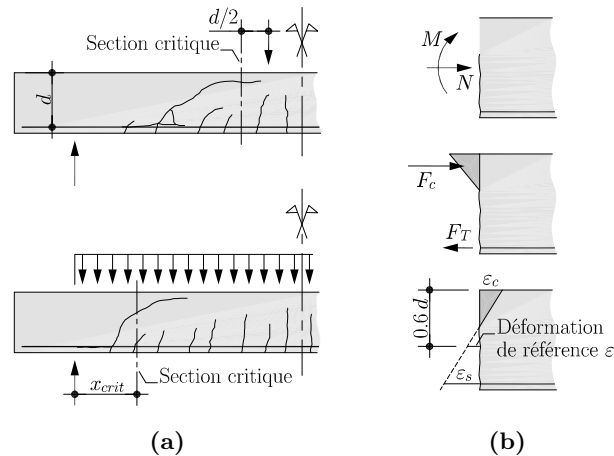 d/2
Section critique
d
x_crit
Section critique
(a)
M
N
F_c
F_T
ε_c
0.6 d
Déformation
de référence ε
ε_s
(b)